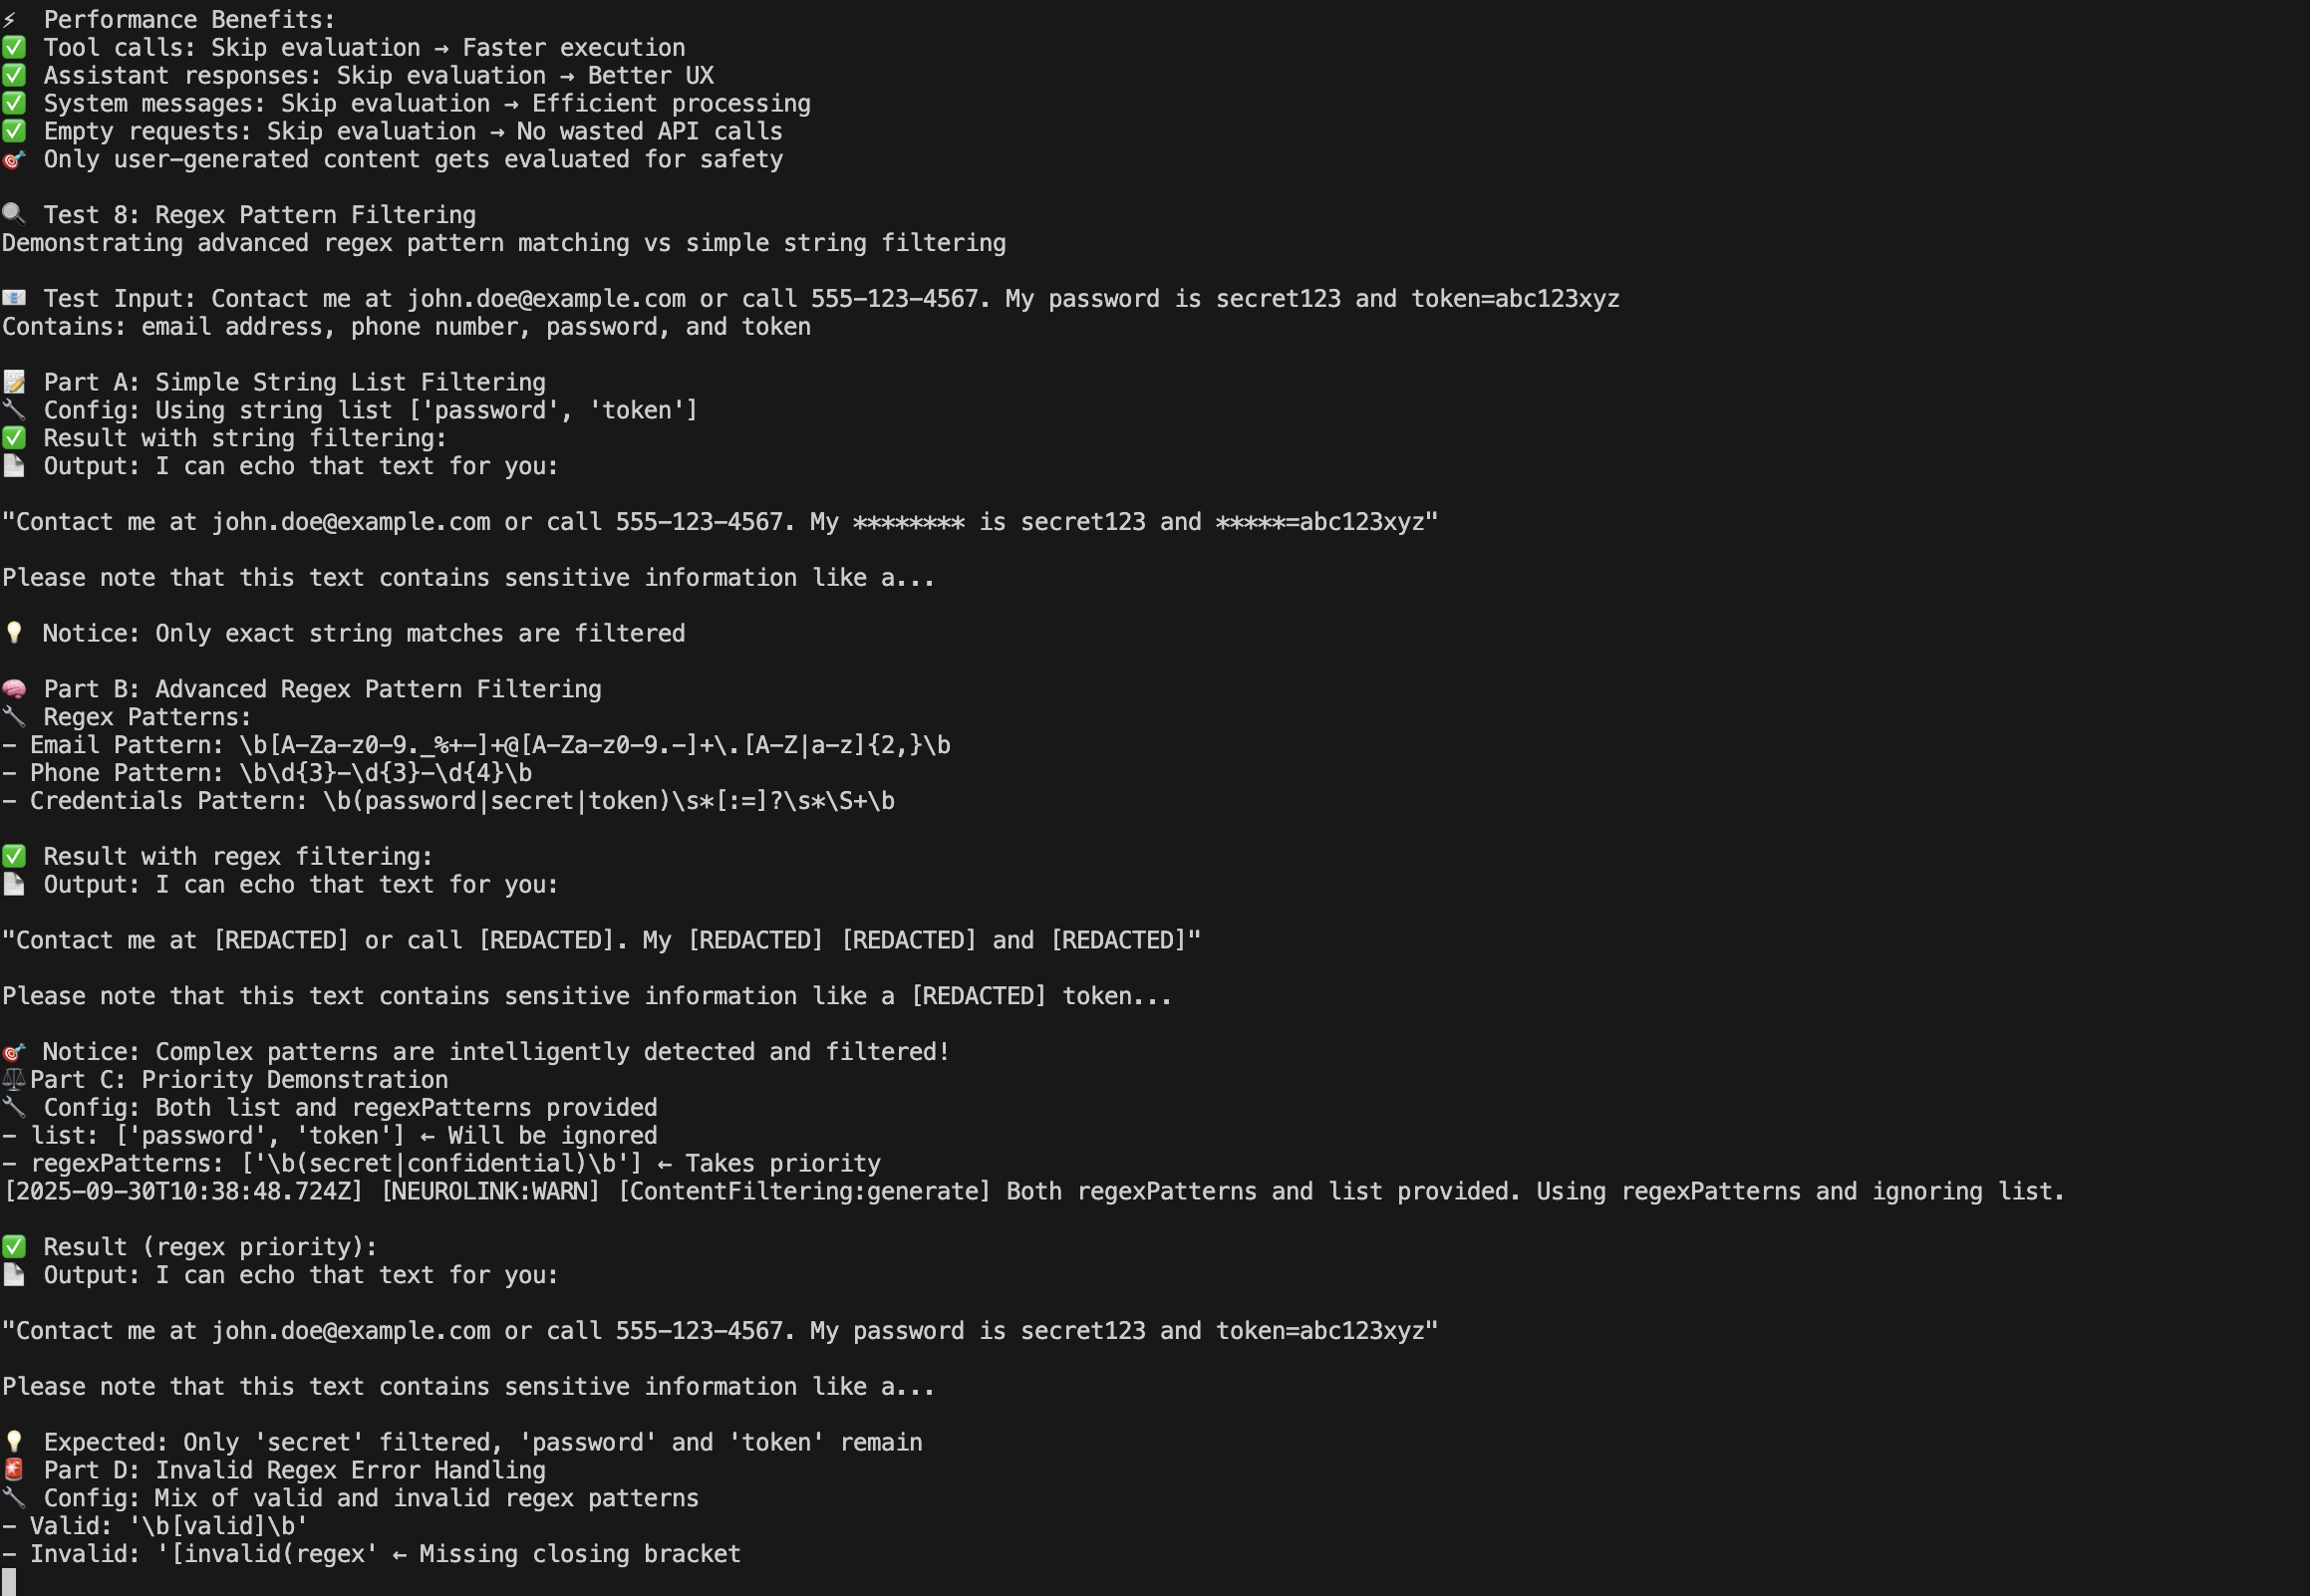 ⚡ Performance Benefits:
✅ Tool calls: Skip evaluation → Faster execution
✅ Assistant responses: Skip evaluation → Better UX
✅ System messages: Skip evaluation → Efficient processing
✅ Empty requests: Skip evaluation → No wasted API calls
🎯 Only user-generated content gets evaluated for safety
🔍 Test 8: Regex Pattern Filtering
Demonstrating advanced regex pattern matching vs simple string filtering
📧 Test Input: Contact me at john.doe@example.com or call 555-123-4567. My password is secret123 and token=abc123xyz
Contains: email address, phone number, password, and token
📝 Part A: Simple String List Filtering
🔧 Config: Using string list ['password', 'token']
✅ Result with string filtering:
📄 Output: I can echo that text for you:
"Contact me at john.doe@example.com or call 555-123-4567. My ******** is secret123 and *****=abc123xyz"
Please note that this text contains sensitive information like a...
💡 Notice: Only exact string matches are filtered
🧠 Part B: Advanced Regex Pattern Filtering
🔧 Regex Patterns:
- Email Pattern: \b[A-Za-z0-9._%+-]+@[A-Za-z0-9.-]+\.[A-Z|a-z]{2,}\b
- Phone Pattern: \b\d{3}-\d{3}-\d{4}\b
- Credentials Pattern: \b(password|secret|token)\s*[:=]?\s*\S+\b
✅ Result with regex filtering:
📄 Output: I can echo that text for you:
"Contact me at [REDACTED] or call [REDACTED]. My [REDACTED] [REDACTED] and [REDACTED]"
Please note that this text contains sensitive information like a [REDACTED] token...
🎯 Notice: Complex patterns are intelligently detected and filtered!
⚖️Part C: Priority Demonstration
🔧 Config: Both list and regexPatterns provided
- list: ['password', 'token'] ← Will be ignored
- regexPatterns: ['\b(secret|confidential)\b'] ← Takes priority
[2025-09-30T10:38:48.724Z] [NEUROLINK:WARN] [ContentFiltering:generate] Both regexPatterns and list provided. Using regexPatterns and ignoring list.
✅ Result (regex priority):
📄 Output: I can echo that text for you:
"Contact me at john.doe@example.com or call 555-123-4567. My password is secret123 and token=abc123xyz"
Please note that this text contains sensitive information like a...
💡 Expected: Only 'secret' filtered, 'password' and 'token' remain
🚨 Part D: Invalid Regex Error Handling
🔧 Config: Mix of valid and invalid regex patterns
- Valid: '\b[valid]\b'
- Invalid: '[invalid(regex' ← Missing closing bracket